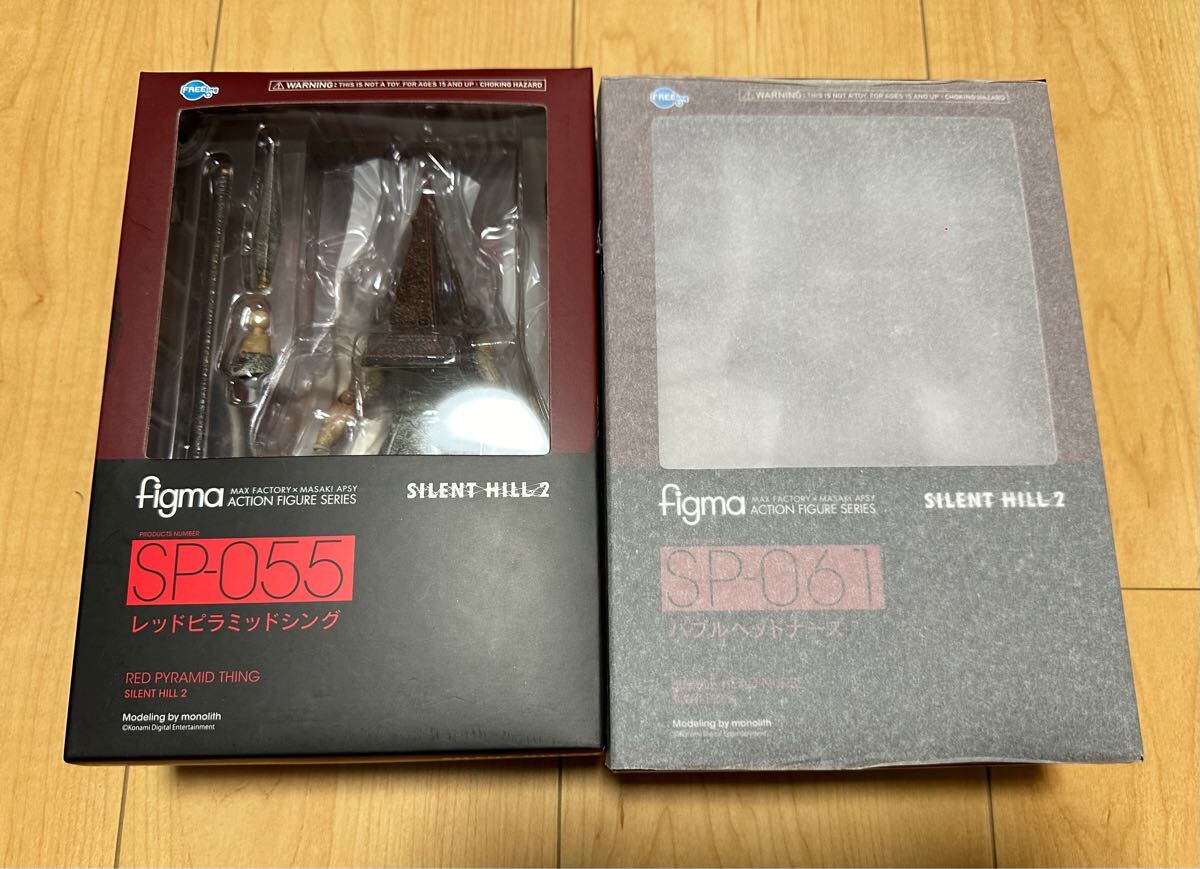 FREEing
⚠ WARNING: THIS IS NOT A TOY. FOR AGES 15 AND UP : CHOKING HAZARD
figma MAX FACTORY×MASAKI APSY
ACTION FIGURE SERIES
SILENT HILL 2
PRODUCTS NUMBER
SP-055
レッドピラミッドシング
RED PYRAMID THING
SILENT HILL 2
Modeling by monolith
©Konami Digital Entertainment
FREEing
⚠ WARNING: THIS IS NOT A TOY. FOR AGES 15 AND UP : CHOKING HAZARD
figma MAX FACTORY×MASAKI APSY
ACTION FIGURE SERIES
SILENT HILL 2
SP-061
バブルヘッドナース
Modeling by monolith
©Konami Digital Entertainment